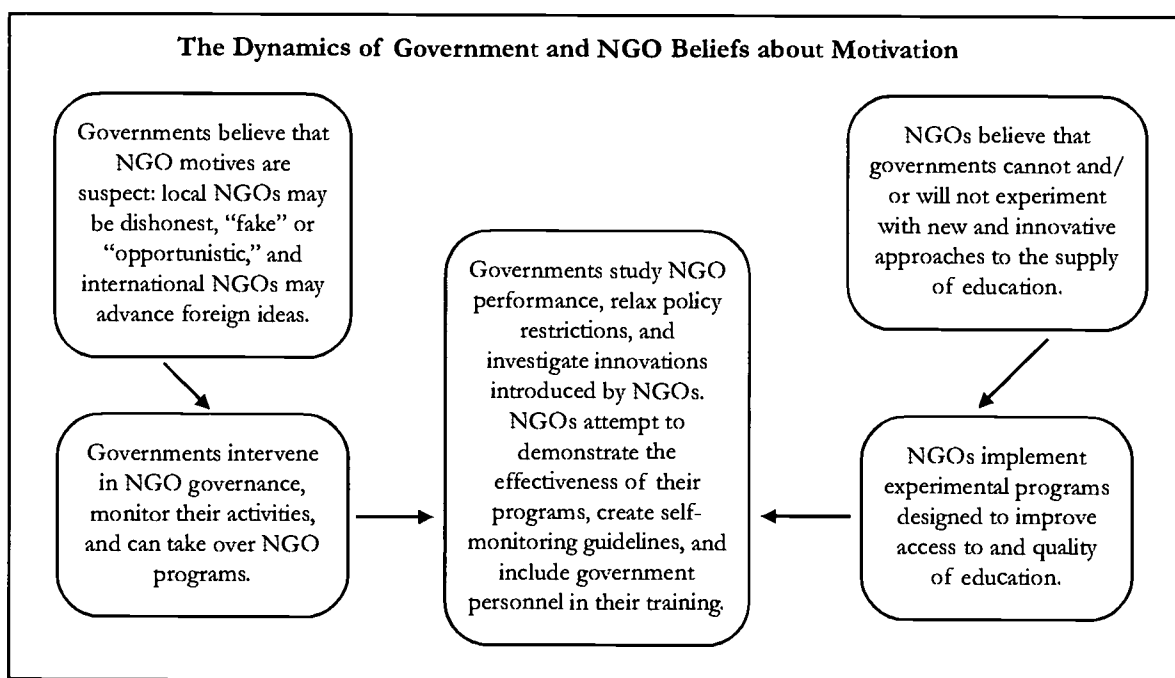 The Dynamics of Government and NGO Beliefs about Motivation
Governments believe that
NGO motives are
suspect: local NGOs may
be dishonest, “fake” or
“opportunistic,” and
international NGOs may
advance foreign ideas.
Governments intervene
in NGO governance,
monitor their activities,
and can take over NGO
programs.
Governments study NGO
performance, relax policy
restrictions, and
investigate innovations
introduced by NGOs.
NGOs attempt to
demonstrate the
effectiveness of their
programs, create self-
monitoring guidelines, and
include government
personnel in their training.
NGOs believe that
governments cannot and/
or will not experiment
with new and innovative
approaches to the supply
of education.
NGOs implement
experimental programs
designed to improve
access to and quality
of education.